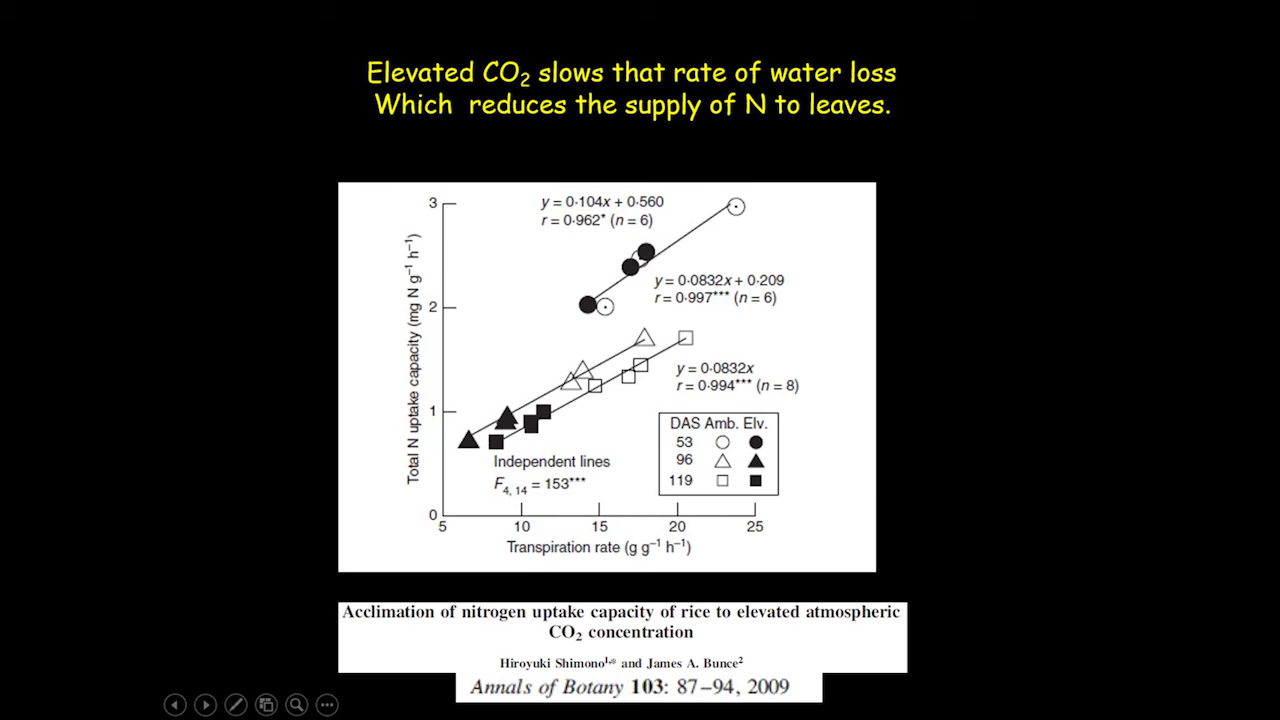 Elevated CO₂ slows that rate of water loss
Which reduces the supply of N to leaves.
y = 0·104x + 0·560
r = 0·962* (n = 6)
y = 0·0832x + 0·209
r = 0·997*** (n = 6)
y = 0·0832x
r = 0·994*** (n = 8)
Total N uptake capacity (mg N g⁻¹ h⁻¹)
3
2
1
0
DAS Amb. Elv.
53
96
119
Independent lines
F₄, ₁₄ = 153***
5 10 15 20 25
Transpiration rate (g g⁻¹ h⁻¹)
Acclimation of nitrogen uptake capacity of rice to elevated atmospheric
CO₂ concentration
Hiroyuki Shimono¹,* and James A. Bunce²
Annals of Botany 103: 87–94, 2009